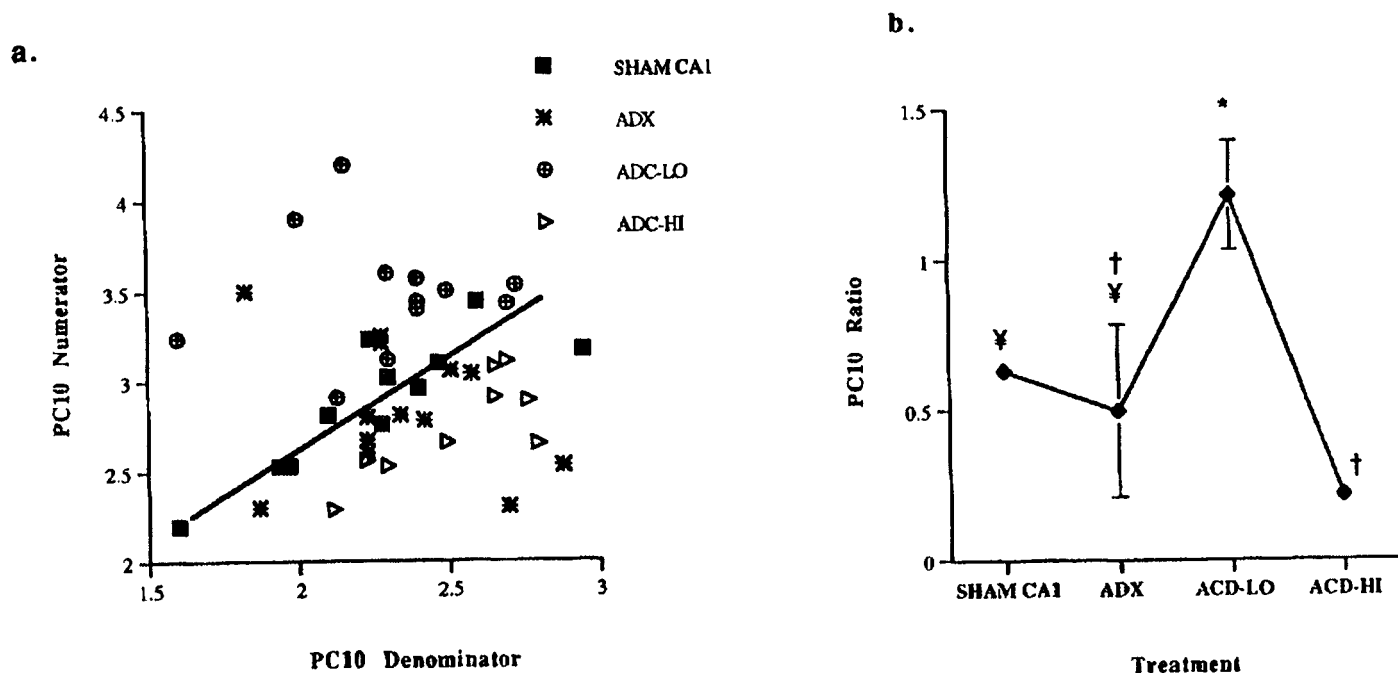 a.
SHAM CA1
ADX
ADC-LO
ADC-HI
4.5
4
3.5
3
2.5
2
1.5
2
2.5
3
PC10 Numerator
PC10 Denominator
b.
1.5
1
0.5
0
PC10 Ratio
*
†
¥
¥
†
SHAM CA1
ADX
ACD-LO
ACD-HI
Treatment